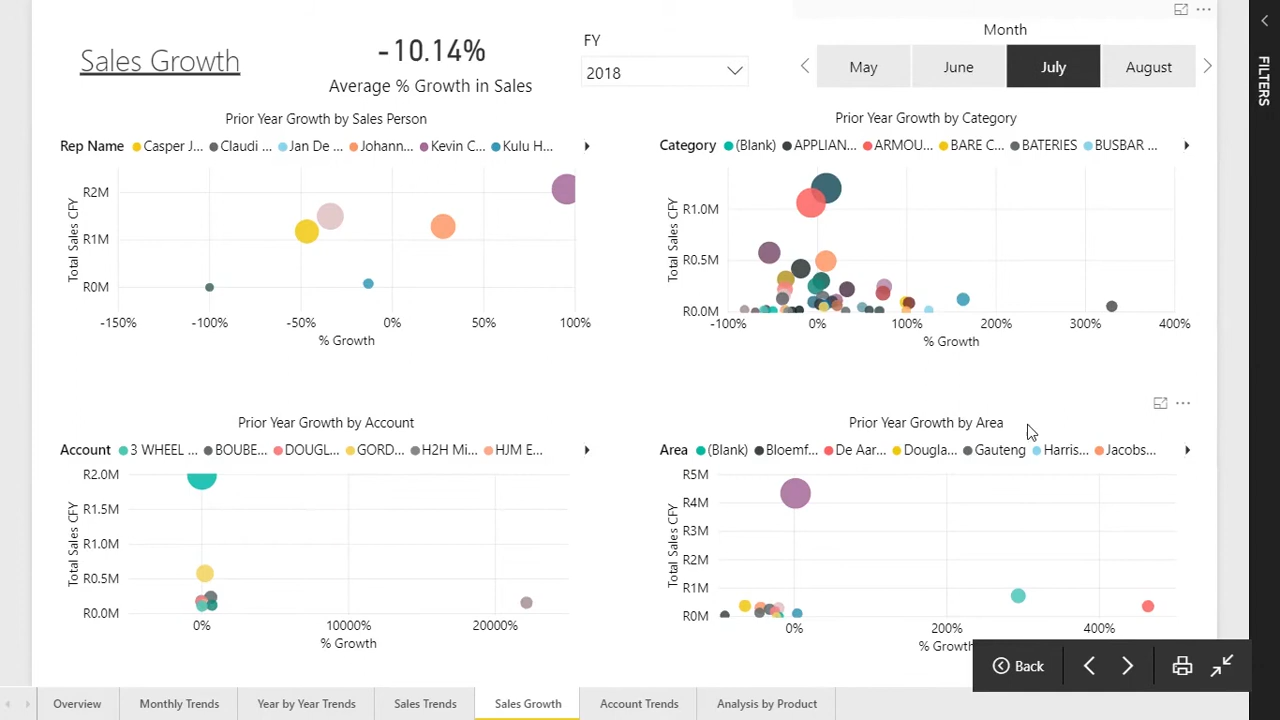 Sales Growth
-10.14%
Average % Growth in Sales
FY
2018
Month
May June July August
FILTERS
Prior Year Growth by Sales Person
Rep Name Casper J... Claudi ... Jan De ... Johann... Kevin C... Kulu H...
Total Sales CFY
R2M
R1M
R0M
-150% -100% -50% 0% 50% 100%
% Growth
Prior Year Growth by Category
Category (Blank) APPLIAN... ARMOU... BARE C... BATERIES BUSBAR ...
Total Sales CFY
R1.0M
R0.5M
R0.0M
-100% 0% 100% 200% 300% 400%
% Growth
Prior Year Growth by Account
Account 3 WHEEL ... BOUBE... DOUGL... GORD... H2H Mi... HJM E...
Total Sales CFY
R2.0M
R1.5M
R1.0M
R0.5M
R0.0M
0% 10000% 20000%
% Growth
Prior Year Growth by Area
Area (Blank) Bloemf... De Aar... Dougla... Gauteng Harris... Jacobs...
Total Sales CFY
R5M
R4M
R3M
R2M
R1M
R0M
0% 200% 400%
% Growth
Back
Overview Monthly Trends Year by Year Trends Sales Trends Sales Growth Account Trends Analysis by Product